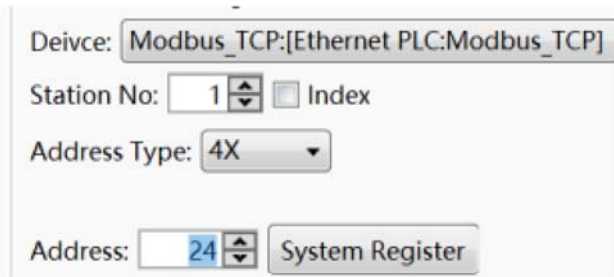 Deivce: Modbus_TCP:[Ethernet PLC:Modbus_TCP]
Station No: 1 Index
Address Type: 4X
Address: 24 System Register